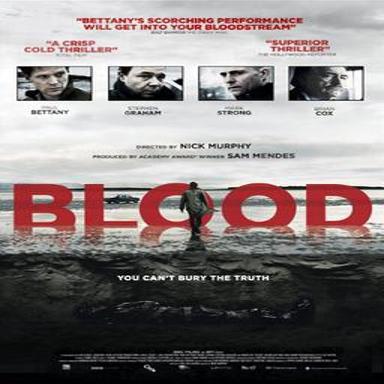 "BETTANY'S SCORCHING PERFORMANCE
WILL GET INTO YOUR BLOODSTREAM"
"A CRISP
COLD THRILLER"
TOTAL FILM
"SUPERIOR
THRILLER"
THE HOLLYWOOD REPORTER
PAUL
BETTANY
STEPHEN
GRAHAM
MARK
STRONG
BRIAN
COX
DIRECTED BY NICK MURPHY
PRODUCED BY ACADEMY AWARD® WINNER SAM MENDES
BLOOD
YOU CAN'T BURY THE TRUTH